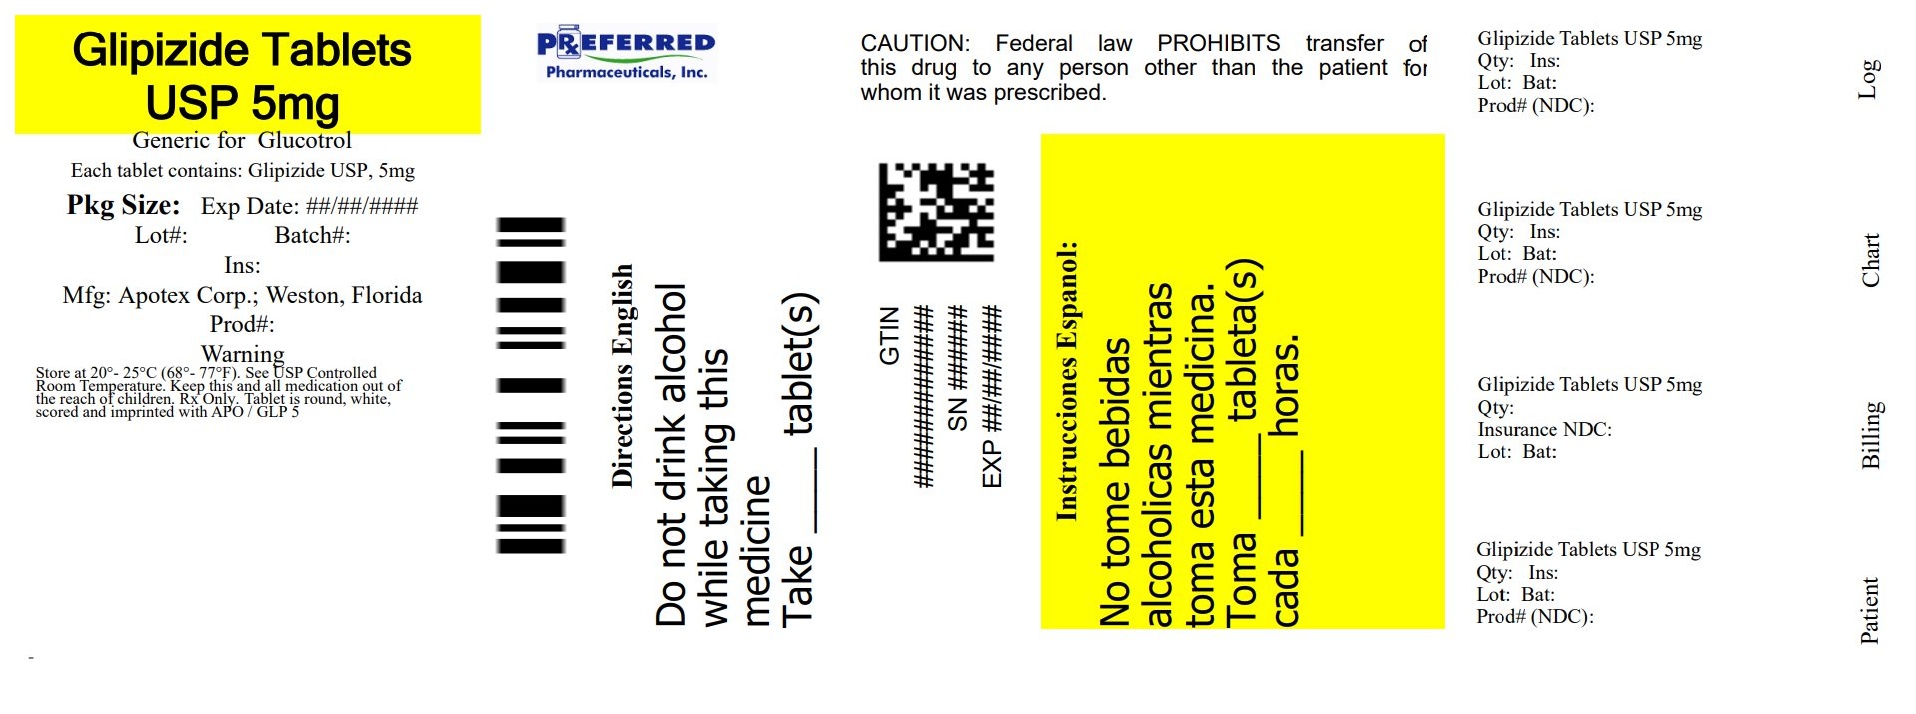 Glipizide Tablets
USP 5mg
Generic for Glucotrol
Each tablet contains: Glipizide USP, 5mg
Pkg Size: Exp Date: ##/##/####
Lot#: Batch#:
Ins:
Mfg: Apotex Corp.; Weston, Florida
Prod#:
Warning
Store at 20°- 25°C (68°- 77°F). See USP Controlled
Room Temperature. Keep this and all medication out of
the reach of children. Rx Only. Tablet is round, white,
scored and imprinted with APO / GLP 5
-
PREFERRED
Pharmaceuticals, Inc.
Directions English
Do not drink alcohol
while taking this
medicine
Take ____ tablet(s)
CAUTION: Federal law PROHIBITS transfer of
this drug to any person other than the patient for
whom it was prescribed.
GTIN
##############
SN ######
EXP ##/##/####
Instrucciones Espanol:
No tome bebidas
alcoholicas mientras
toma esta medicina.
Toma ____ tableta(s)
cada ____ horas.
Glipizide Tablets USP 5mg
Qty: Ins:
Lot: Bat:
Prod# (NDC):
Log
Glipizide Tablets USP 5mg
Qty: Ins:
Lot: Bat:
Prod# (NDC):
Chart
Glipizide Tablets USP 5mg
Qty:
Insurance NDC:
Lot: Bat:
Billing
Glipizide Tablets USP 5mg
Qty: Ins:
Lot: Bat:
Prod# (NDC):
Patient